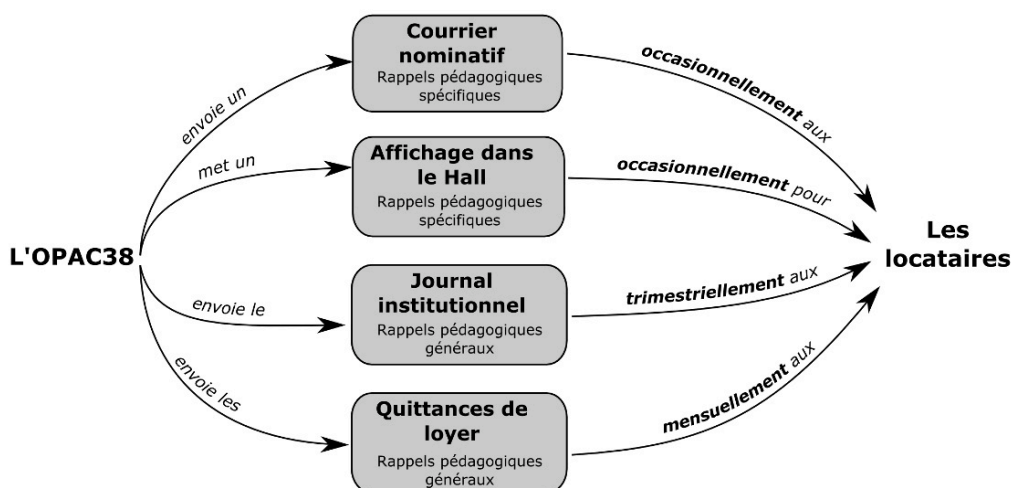 L'OPAC38
envoie un
Courrier
nominatif
Rappels pédagogiques
spécifiques
occasionnellement aux
met un
Affichage dans
le Hall
Rappels pédagogiques
spécifiques
occasionnellement pour
envoie le
Journal
institutionnel
Rappels pédagogiques
généraux
trimestriellement aux
envoie les
Quittances de
loyer
Rappels pédagogiques
généraux
mensuellement aux
Les
locataires